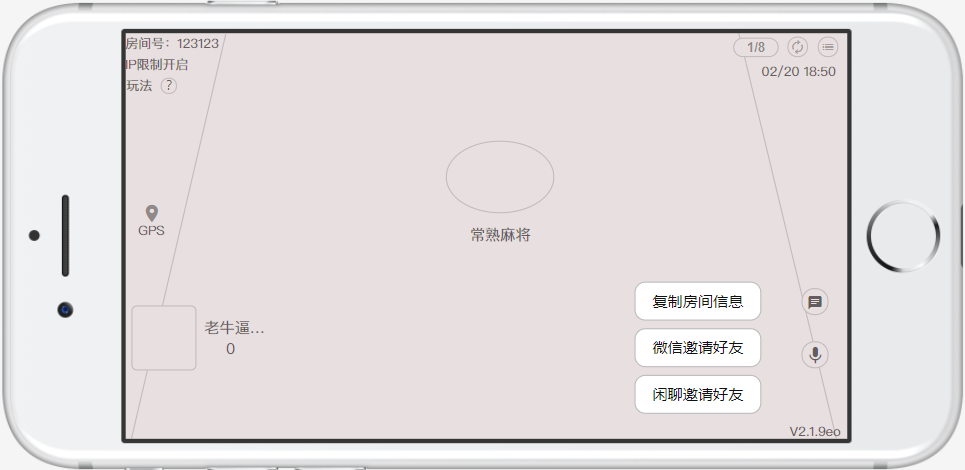 房间号：123123
1/8
IP限制开启
02/20 18:50
玩法 ?
GPS
常熟麻将
复制房间信息
老牛逼...
0
微信邀请好友
闲聊邀请好友
V2.1.9eo